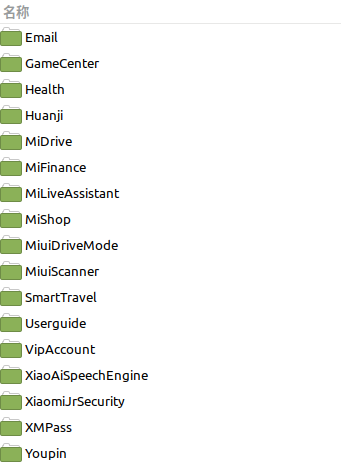 名称
Email
GameCenter
Health
Huanji
MiDrive
MiFinance
MiLiveAssistant
MiShop
MiuiDriveMode
MiuiScanner
SmartTravel
Userguide
VipAccount
XiaoAiSpeechEngine
XiaomiJrSecurity
XMPass
Youpin